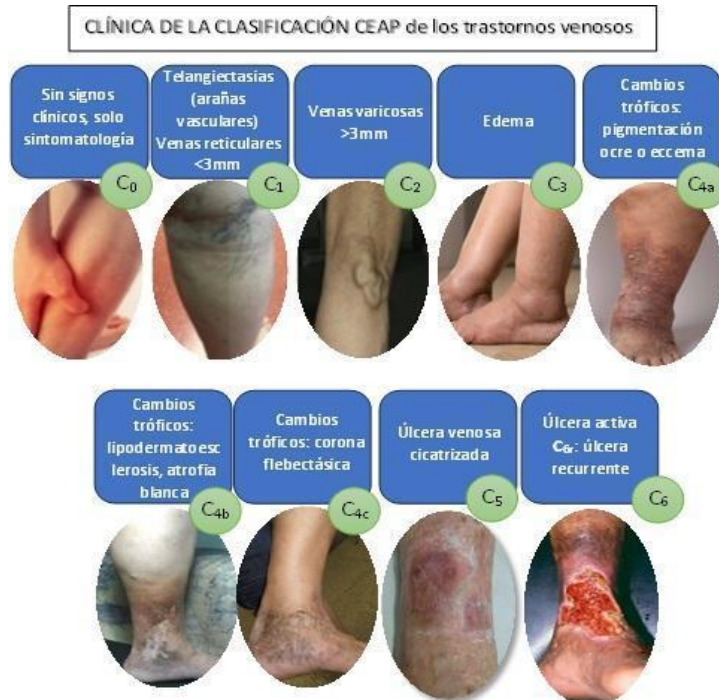 CLÍNICA DE LA CLASIFICACIÓN CEAP de los trastornos venosos
Sin signos
clínicos, solo
sintomatología
C0
Telangiectasias
(arañas
vasculares)
Venas reticulares
<3mm
C1
Venas varicosas
>3mm
C2
Edema
C3
Cambios
tróficos:
pigmentación
ocre o eccema
C4a
Cambios
tróficos:
lipodermatoesc
lerosis, atrofia
blanca
C4b
Cambios
tróficos: corona
flebectásica
C4c
Úlcera venosa
cicatrizada
C5
Úlcera activa
C6r: úlcera
recurrente
C6